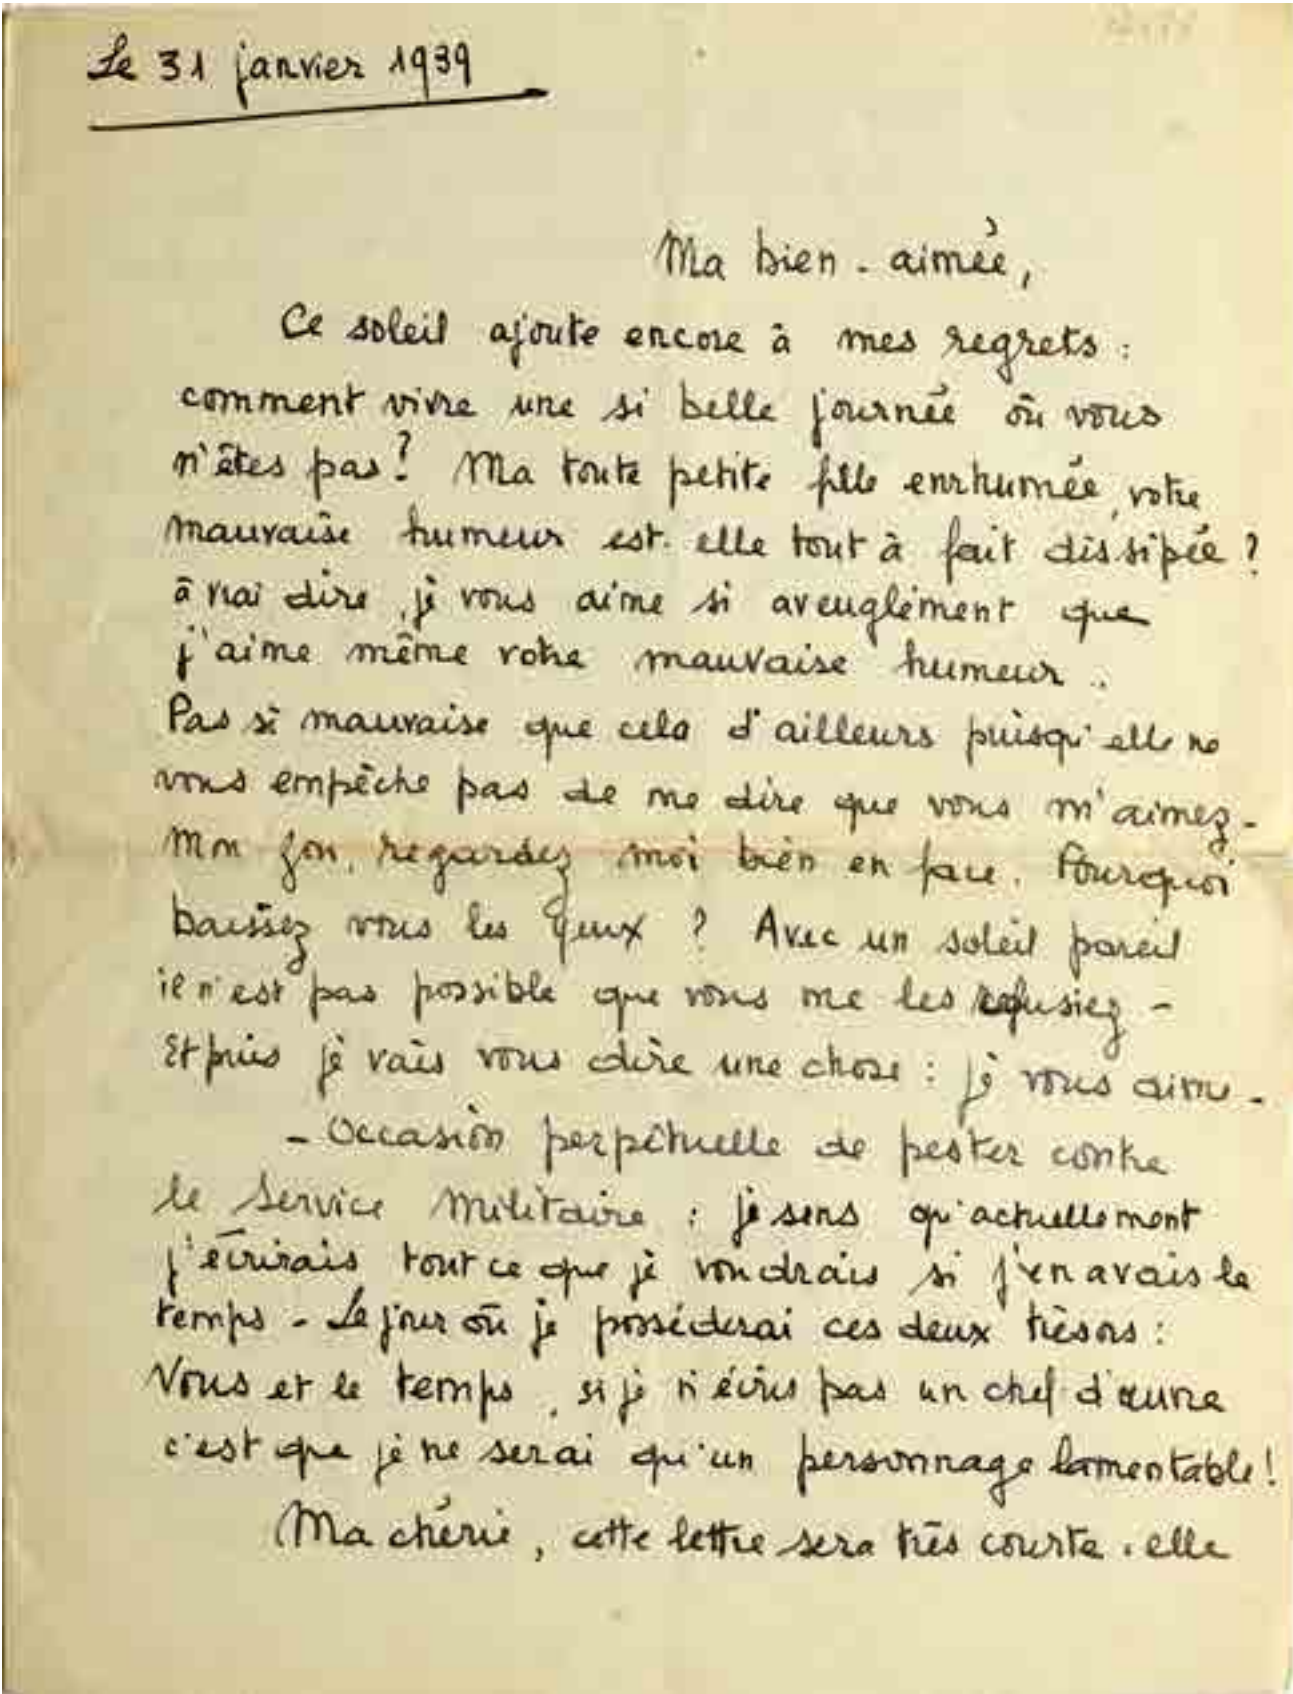 Le 31 janvier 1939
Ma bien-aimée,
Ce soleil ajoute encore à mes regrets :
comment vivre une si belle journée où vous
n'êtes pas ? Ma toute petite fille enrhumée, votre
mauvaise humeur est-elle tout à fait dissipée ?
à vrai dire, je vous aime si aveuglément que
j'aime même votre mauvaise humeur..
Pas si mauvaise que cela d'ailleurs puisqu'elle ne
vous empêche pas de me dire que vous m'aimez -
Mon fou, regardez moi bien en face. Pourquoi
baissez vous les yeux ? Avec un soleil pareil
il n'est pas possible que vous me les refusiez -
Et puis je vais vous dire une chose : je vous aime -
- Occasion perpétuelle de pester contre
le Service Militaire : je sens qu'actuellement
j'écrirais tout ce que je voudrais si j'en avais le
temps - Le jour où je posséderai ces deux trésors :
Vous et le temps, si je n'écris pas un chef d'œuvre
c'est que je ne serai qu'un personnage lamentable !
Ma chérie, cette lettre sera très courte. elle